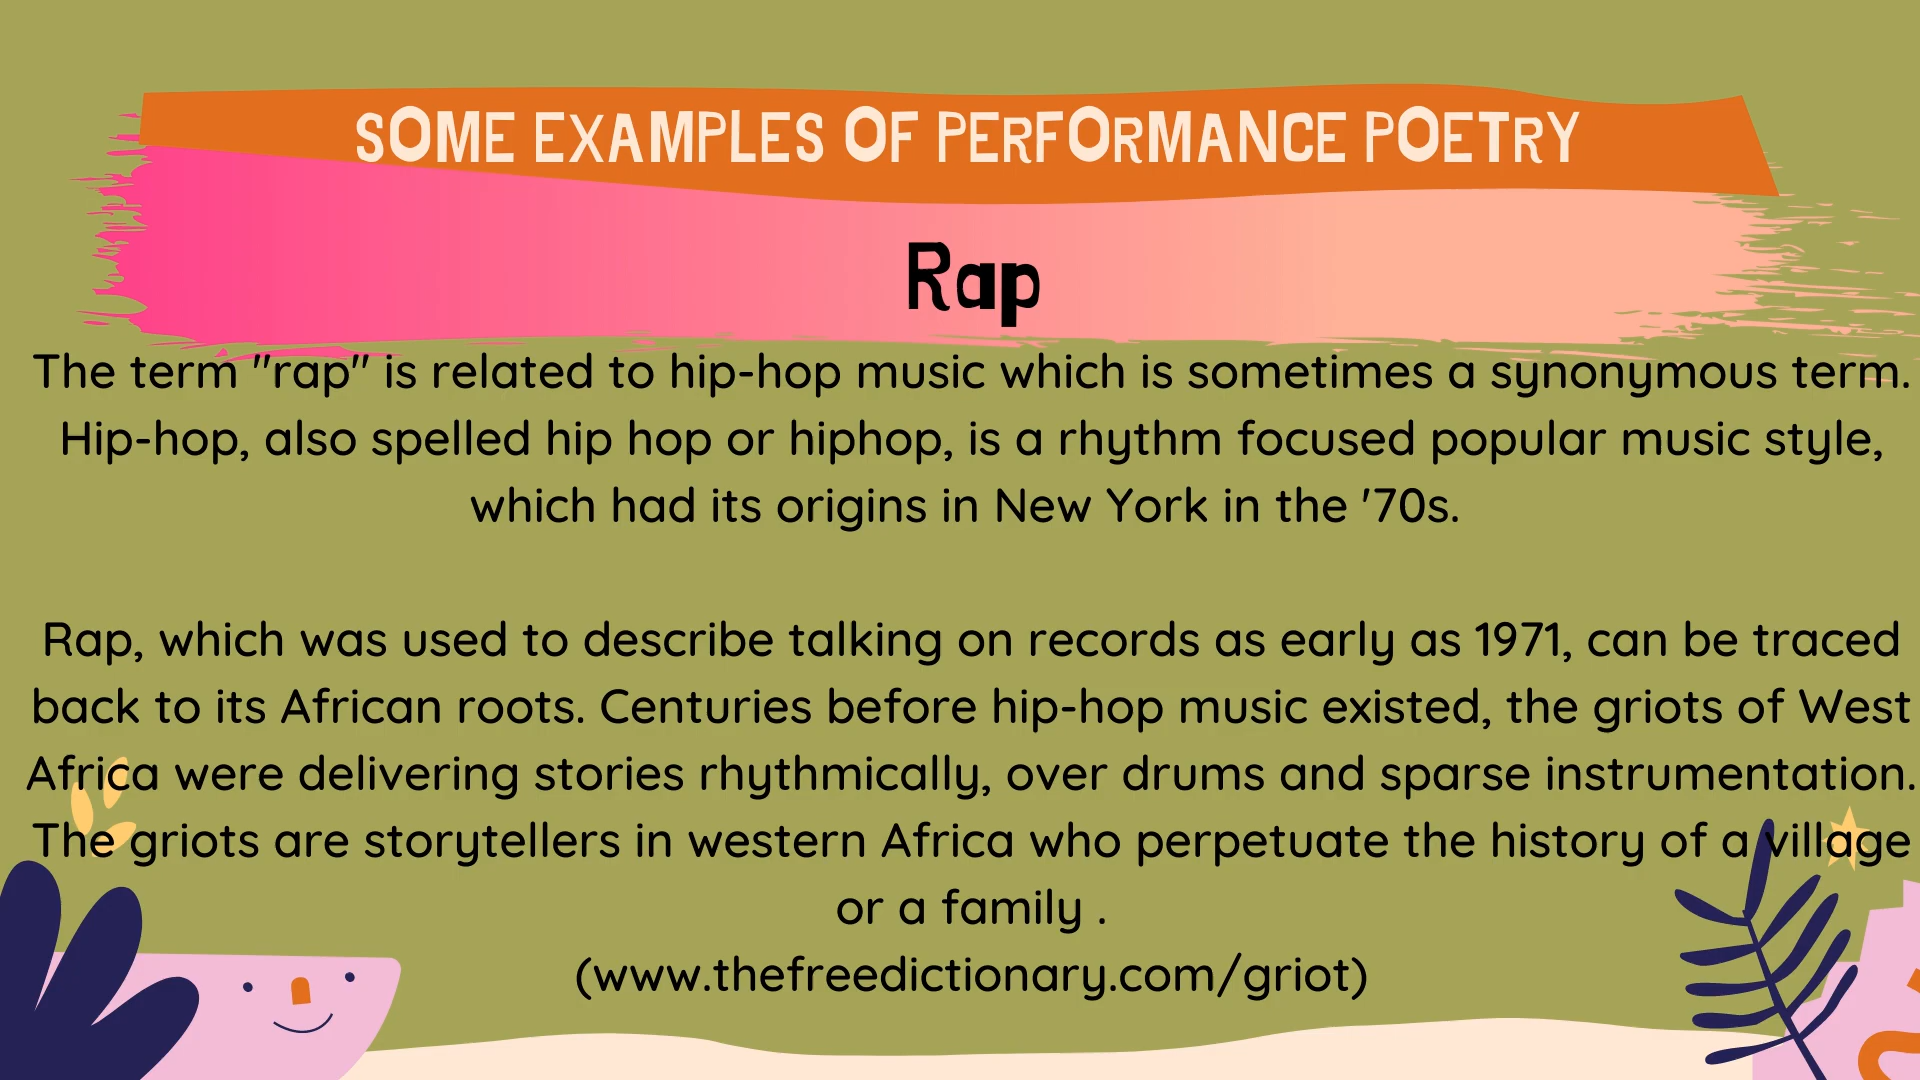 SOME EXAMPLES OF PERFORMANCE POETRY
Rap
The term "rap" is related to hip-hop music which is sometimes a synonymous term.
Hip-hop, also spelled hip hop or hiphop, is a rhythm focused popular music style,
which had its origins in New York in the '70s.
Rap, which was used to describe talking on records as early as 1971, can be traced
back to its African roots. Centuries before hip-hop music existed, the griots of West
Africa were delivering stories rhythmically, over drums and sparse instrumentation.
The griots are storytellers in western Africa who perpetuate the history of a village
or a family .
(www.thefreedictionary.com/griot)